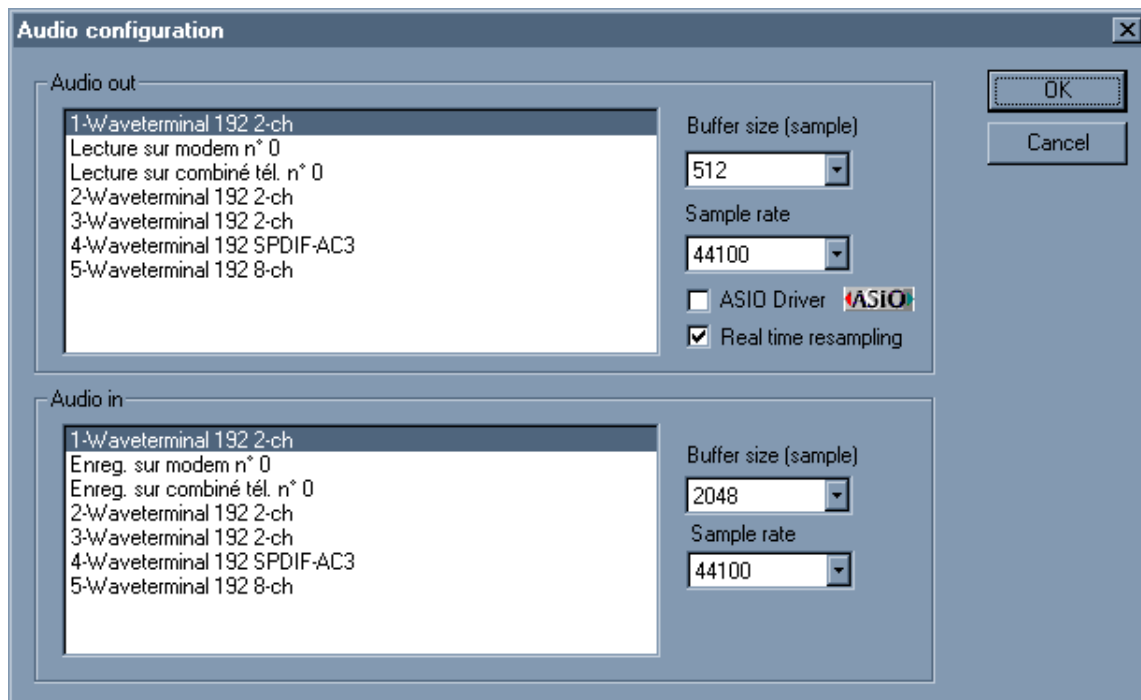 Audio configuration
Audio out
1-Waveterminal 192 2-ch
Lecture sur modem n° 0
Lecture sur combiné tél. n° 0
2-Waveterminal 192 2-ch
3-Waveterminal 192 2-ch
4-Waveterminal 192 SPDIF-AC3
5-Waveterminal 192 8-ch
Buffer size (sample)
512
Sample rate
44100
ASIO Driver ASiO
Real time resampling
OK
Cancel
Audio in
1-Waveterminal 192 2-ch
Enreg. sur modem n° 0
Enreg. sur combiné tél. n° 0
2-Waveterminal 192 2-ch
3-Waveterminal 192 2-ch
4-Waveterminal 192 SPDIF-AC3
5-Waveterminal 192 8-ch
Buffer size (sample)
2048
Sample rate
44100